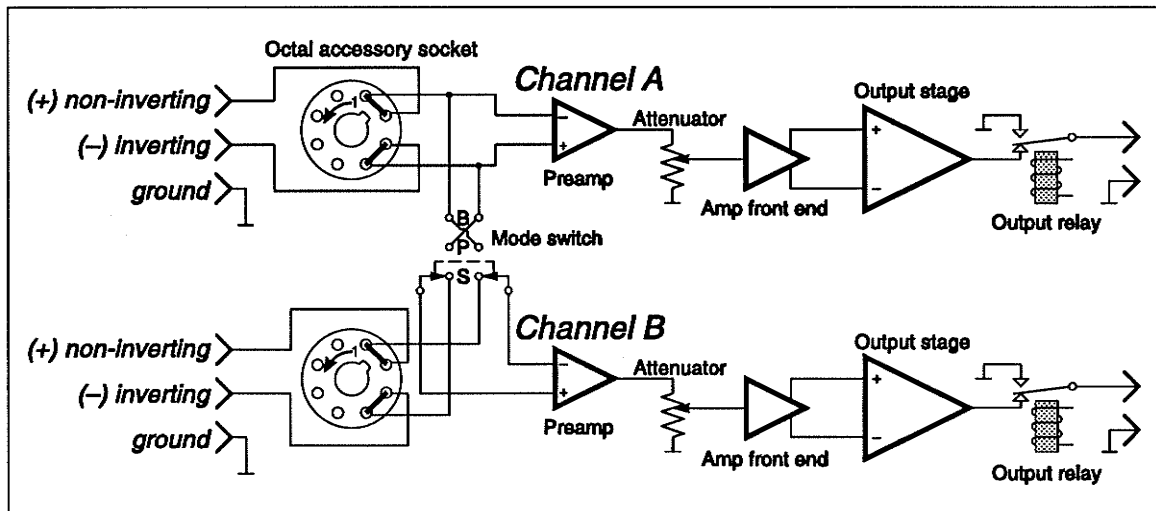 Octal accessory socket
(+) non-inverting
(–) inverting
ground
1
Channel A
–
+
Preamp
Attenuator
Amp front end
Output stage
+
–
Output relay
B
P
S
Mode switch
(+) non-inverting
(–) inverting
ground
1
Channel B
–
+
Preamp
Attenuator
Amp front end
Output stage
+
–
Output relay